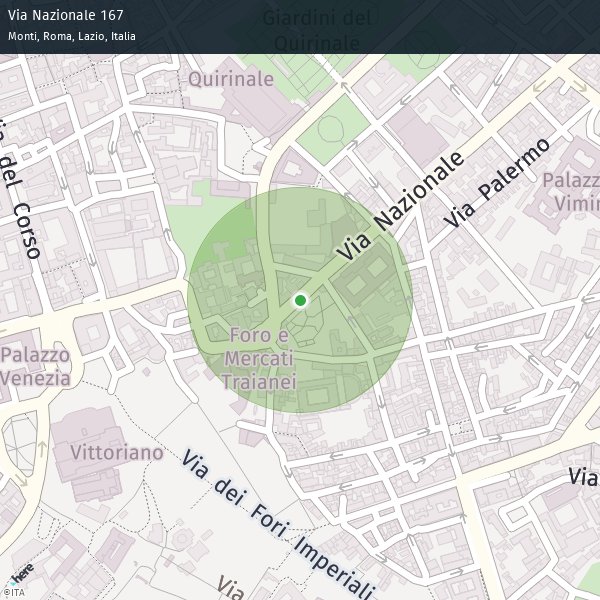 Via Nazionale 167
Monti, Roma, Lazio, Italia
Giardini del
Quirinale
Quirinale
Via del Corso
Via Nazionale
Via Palermo
Palazz
Vimin
Foro e
Mercati
Traianei
Palazzo
Venezia
Vittoriano
Via dei Fori Imperiali
Via
Via
here
©ITA